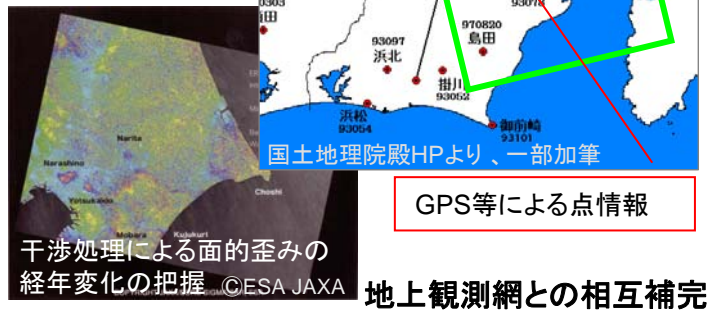 0303
93078
970820
島田
93097
浜北
掛川
93052
浜松
93054
御前崎
93101
国土地理院殿HPより 、一部加筆
Narita
Narashino
Yotsukaido
Choshi
Mobara
Kujukuri
GPS等による点情報
干渉処理による面的歪みの
経年変化の把握 ©ESA JAXA
地上観測網との相互補完